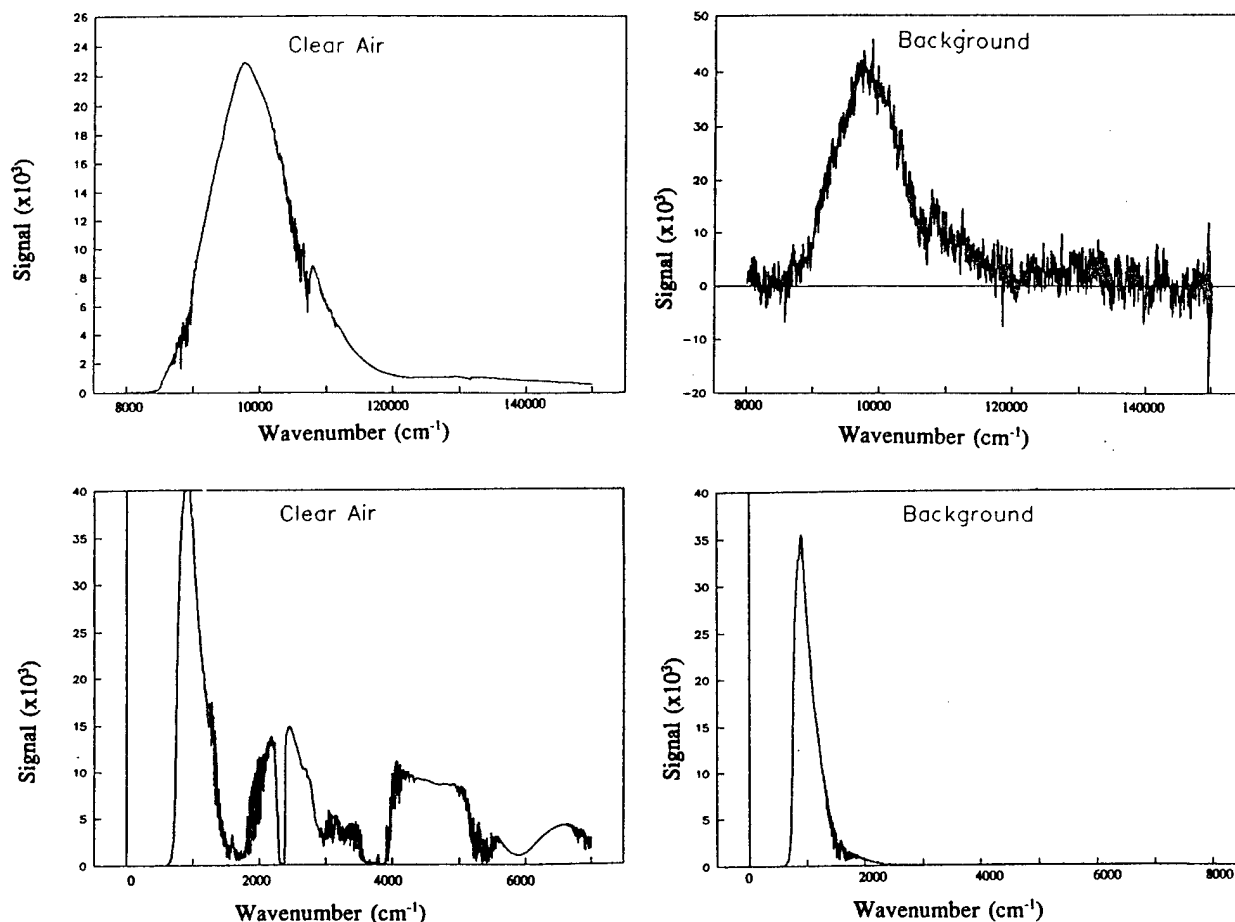 Clear Air
Signal (x10³)
26
24
22
20
18
16
14
12
10
8
6
4
2
0
8000 10000 120000 140000
Wavenumber (cm⁻¹)
Background
Signal (x10³)
50
40
30
20
10
0
−10
−20
8000 10000 120000 140000
Wavenumber (cm⁻¹)
Clear Air
Signal (x10³)
40
35
30
25
20
15
10
5
0
0 2000 4000 6000
Wavenumber (cm⁻¹)
Background
Signal (x10³)
40
35
30
25
20
15
10
5
0
0 2000 4000 6000 8000
Wavenumber (cm⁻¹)